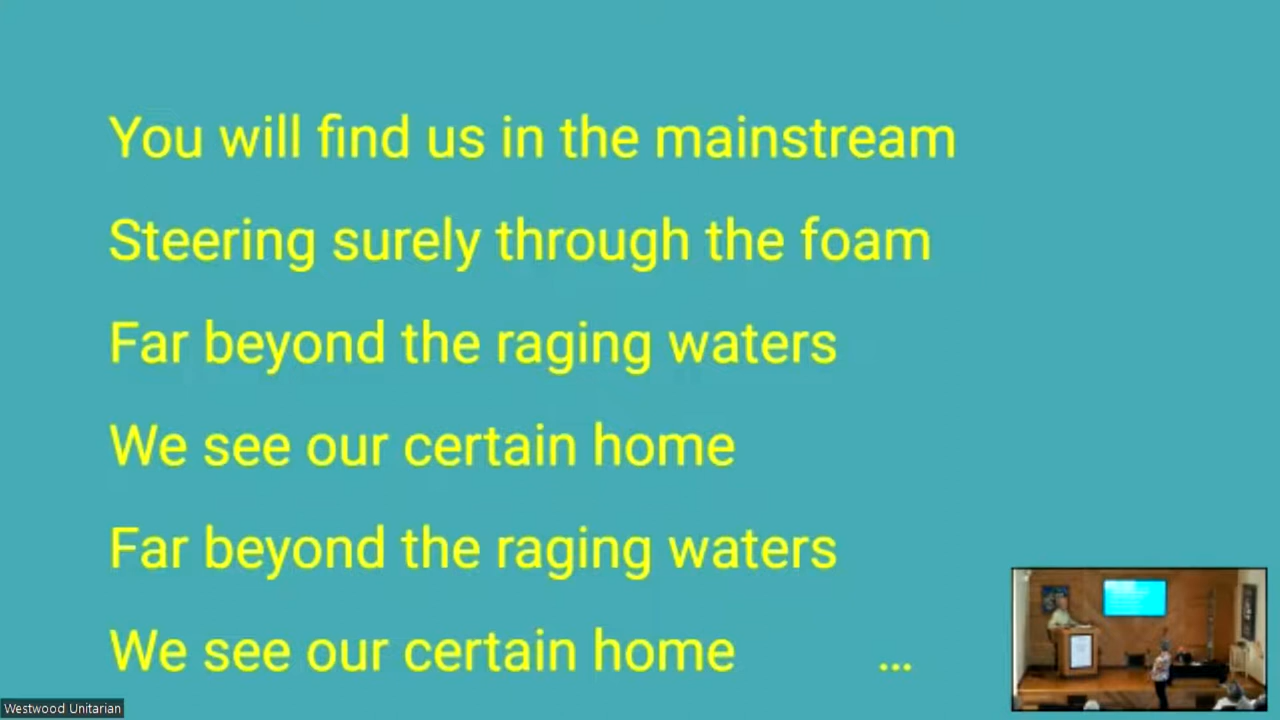 You will find us in the mainstream
Steering surely through the foam
Far beyond the raging waters
We see our certain home
Far beyond the raging waters
We see our certain home ...
Westwood Unitarian